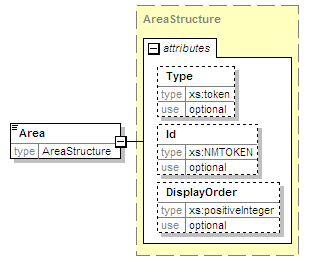 AreaStructure
attributes
Type
type xs:token
use optional
Id
type xs:NMTOKEN
use optional
DisplayOrder
type xs:positiveInteger
use optional
Area
type AreaStructure